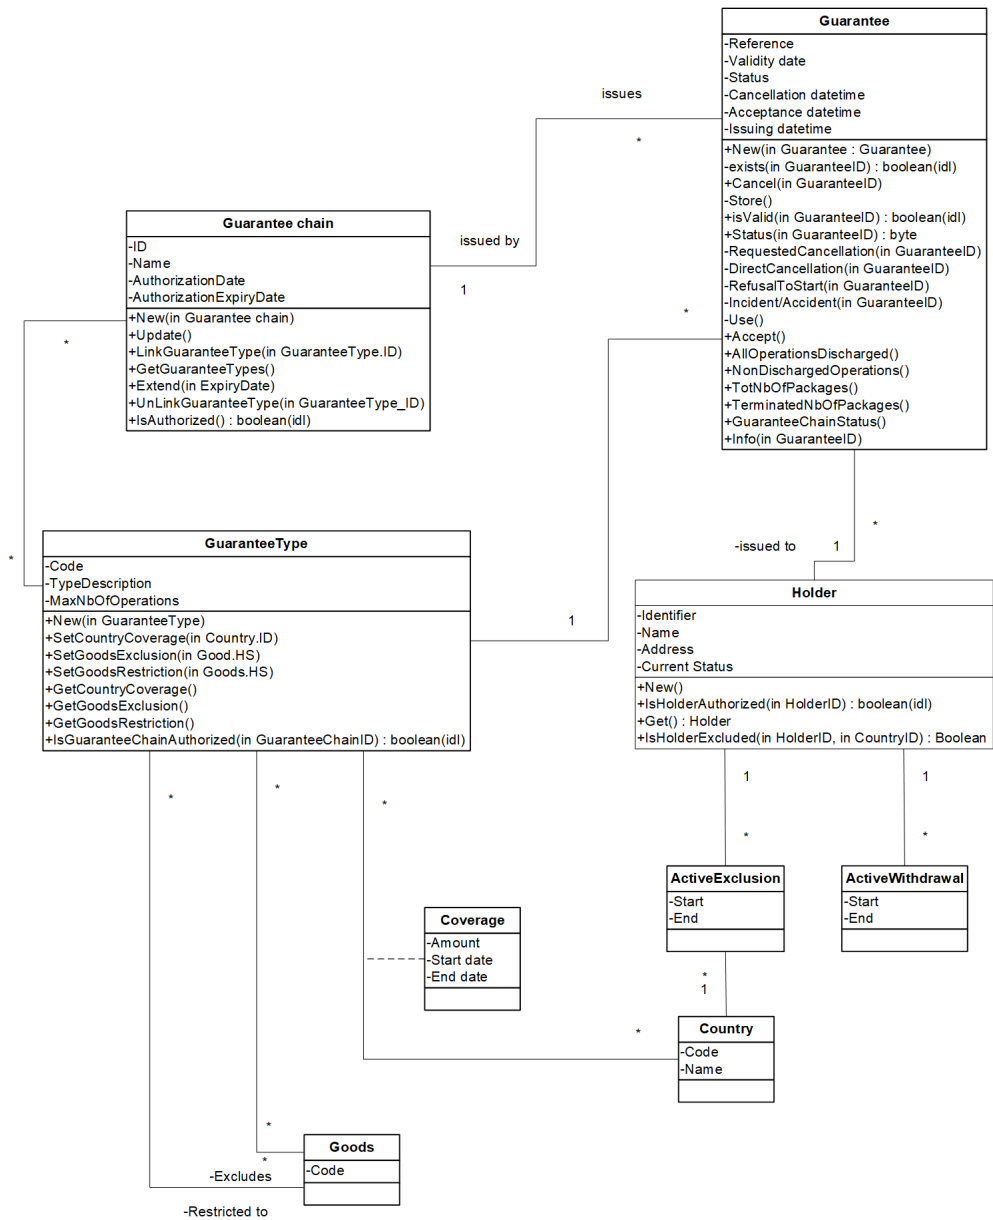 Guarantee
-Reference
-Validity date
-Status
-Cancellation datetime
-Acceptance datetime
-Issuing datetime
+New(in Guarantee : Guarantee)
-exists(in GuaranteeID) : boolean(idl)
+Cancel(in GuaranteeID)
-Store()
+isValid(in GuaranteeID) : boolean(idl)
+Status(in GuaranteeID) : byte
-RequestedCancellation(in GuaranteeID)
-DirectCancellation(in GuaranteeID)
-RefusalToStart(in GuaranteeID)
-Incident/Accident(in GuaranteeID)
-Use()
+Accept()
+AllOperationsDischarged()
+NonDischargedOperations()
+TotNbOfPackages()
+TerminatedNbOfPackages()
+GuaranteeChainStatus()
+Info(in GuaranteeID)
issues
*
issued by
1
Guarantee chain
-ID
-Name
-AuthorizationDate
-AuthorizationExpiryDate
+New(in Guarantee chain)
+Update()
+LinkGuaranteeType(in GuaranteeType.ID)
+GetGuaranteeTypes()
+Extend(in ExpiryDate)
+UnLinkGuaranteeType(in GuaranteeType_ID)
+IsAuthorized() : boolean(idl)
*
*
*
1
GuaranteeType
-Code
-TypeDescription
-MaxNbOfOperations
+New(in GuaranteeType)
+SetCountryCoverage(in Country.ID)
+SetGoodsExclusion(in Good.HS)
+SetGoodsRestriction(in Goods.HS)
+GetCountryCoverage()
+GetGoodsExclusion()
+GetGoodsRestriction()
+IsGuaranteeChainAuthorized(in GuaranteeChainID) : boolean(idl)
*
-issued to
1
Holder
-Identifier
-Name
-Address
-Current Status
+New()
+IsHolderAuthorized(in HolderID) : boolean(idl)
+Get() : Holder
+IsHolderExcluded(in HolderID, in CountryID) : Boolean
1
1
*
*
*
*
*
ActiveExclusion
-Start
-End
ActiveWithdrawal
-Start
-End
Coverage
-Amount
-Start date
-End date
*
1
*
Country
-Code
-Name
*
*
Goods
-Code
-Excludes
-Restricted to